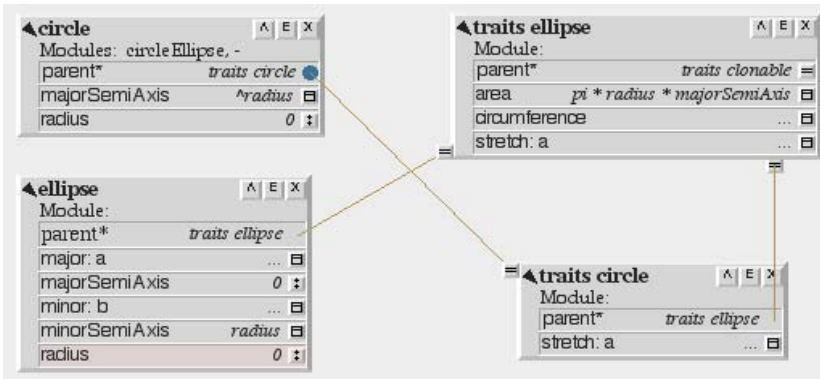 circle ^ E X
Modules: circleEllipse, -
parent* traits circle
majorSemiAxis ^radius
radius 0 :
ellipse ^ E X
Module:
parent* traits ellipse
major: a ...
majorSemiAxis 0 :
minor: b ...
minorSemiAxis radius
radius 0 :
traits ellipse ^ E X
Module:
parent* traits clonable =
area pi * radius * majorSemiAxis
circumference ...
stretch: a ...
=
=
= traits circle ^ E X
Module:
parent* traits ellipse
stretch: a ...